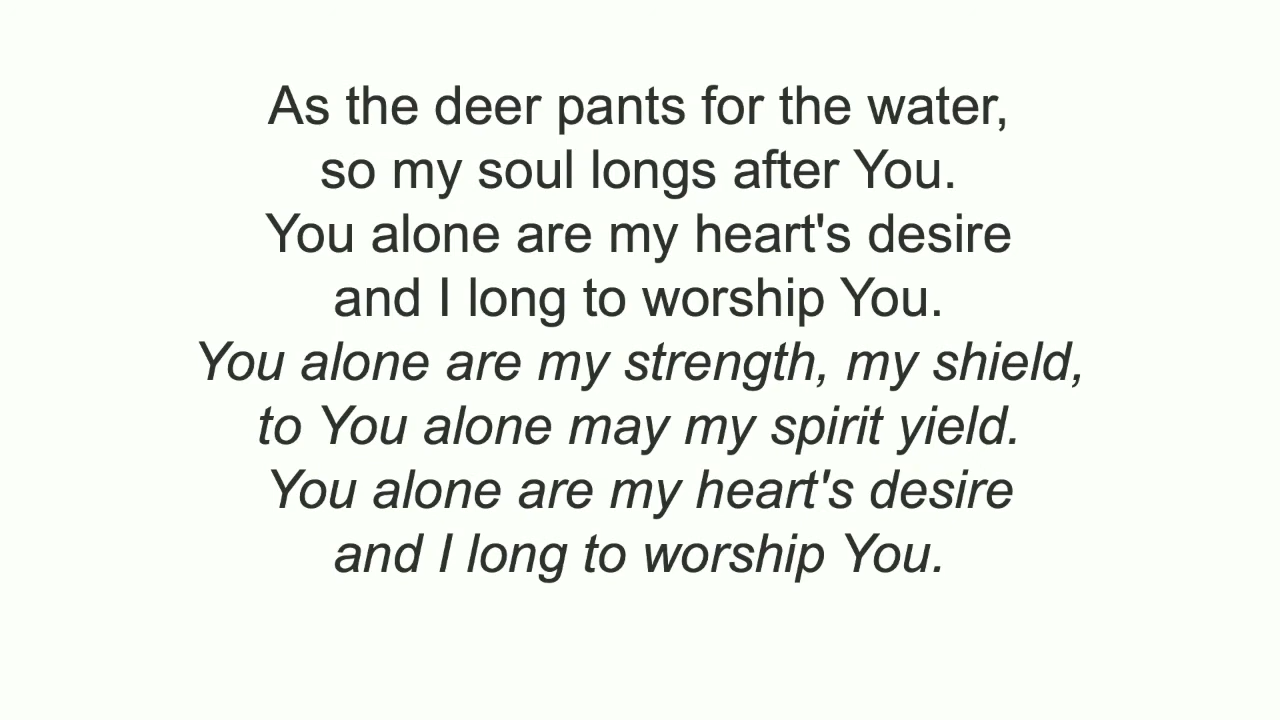 As the deer pants for the water,
so my soul longs after You.
You alone are my heart's desire
and I long to worship You.
You alone are my strength, my shield,
to You alone may my spirit yield.
You alone are my heart's desire
and I long to worship You.